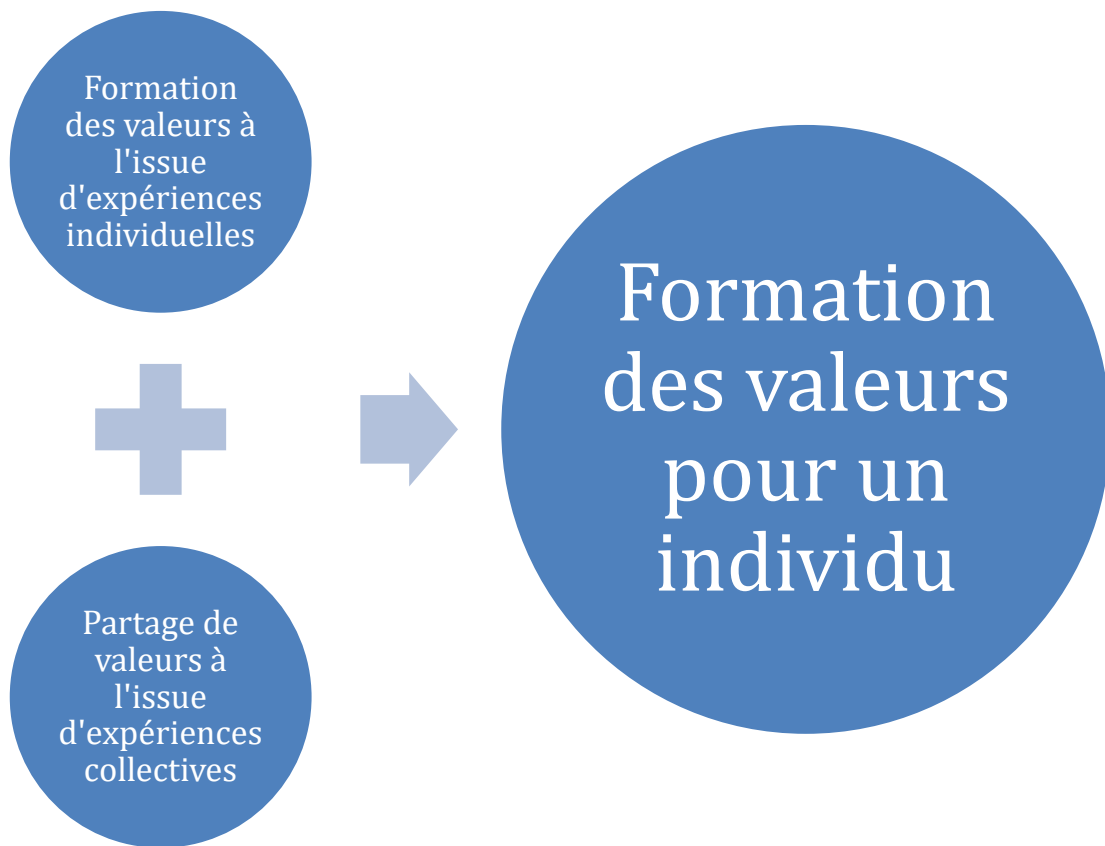 Formation
des valeurs à
l'issue
d'expériences
individuelles
Partage de
valeurs à
l'issue
d'expériences
collectives
Formation
des valeurs
pour un
individu